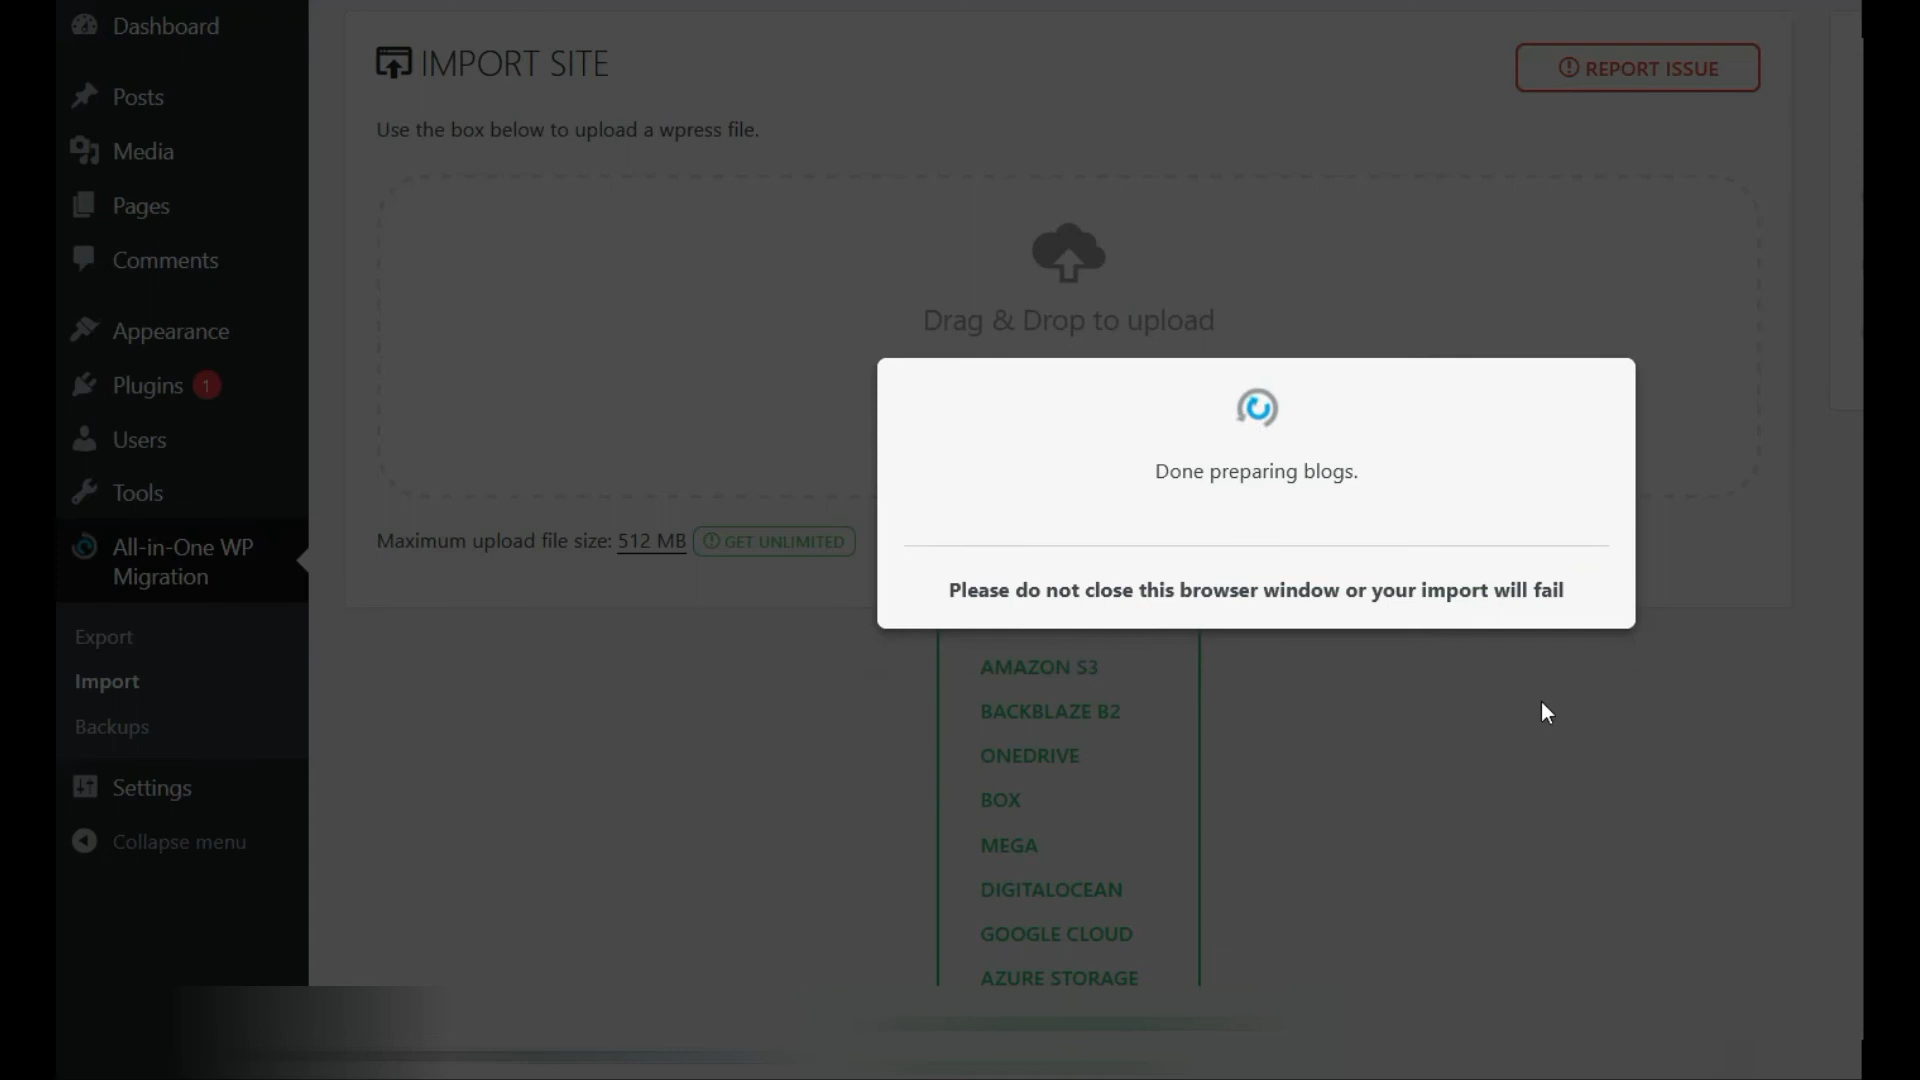 Dashboard
Posts
Media
Pages
Comments
Appearance
Plugins 1
Users
Tools
All-in-One WP
Migration
Export
Import
Backups
Settings
Collapse menu
IMPORT SITE
REPORT ISSUE
Use the box below to upload a wpress file.
Drag & Drop to upload
Maximum upload file size: 512 MB GET UNLIMITED
Done preparing blogs.
Please do not close this browser window or your import will fail
AMAZON S3
BACKBLAZE B2
ONEDRIVE
BOX
MEGA
DIGITALOCEAN
GOOGLE CLOUD
AZURE STORAGE